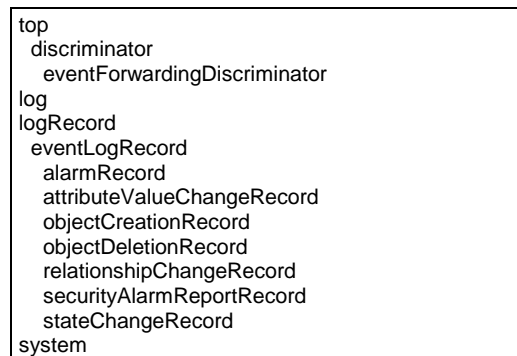 top
discriminator
eventForwardingDiscriminator
log
logRecord
eventLogRecord
alarmRecord
attributeValueChangeRecord
objectCreationRecord
objectDeletionRecord
relationshipChangeRecord
securityAlarmReportRecord
stateChangeRecord
system